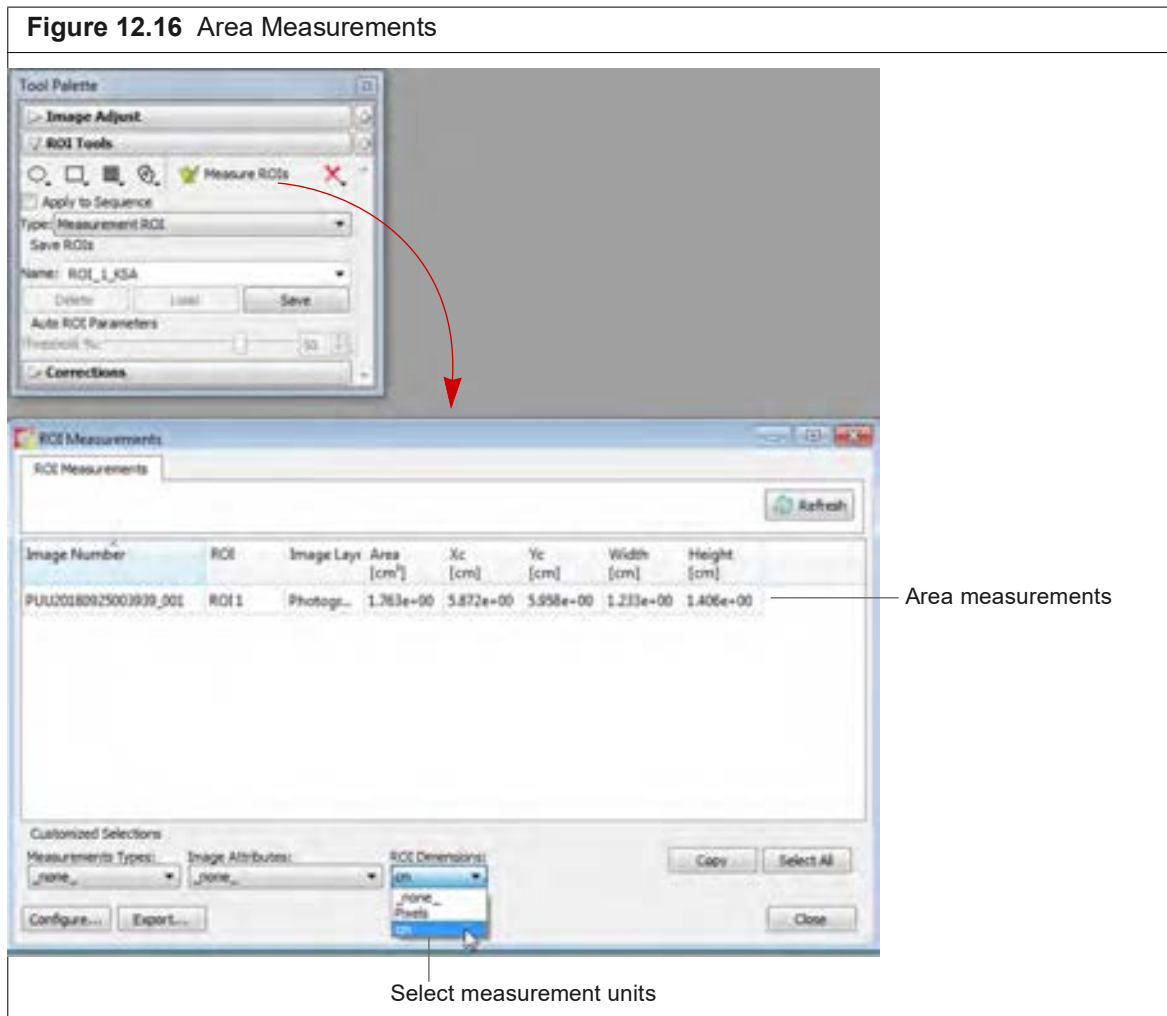 Figure 12.16 Area Measurements
Tool Palette
Image Adjust
ROI Tools
Measure ROIs
Apply to Sequence
Type: Measurement ROI
Save ROIs
Name: ROI_1_KSA
Delete Load Save
Auto ROI Parameters
Threshold %: 50
Corrections
ROI Measurements
ROI Measurements
Refresh
Image Number ROI Image Laye Area [cm²] Xc [cm] Yc [cm] Width [cm] Height [cm]
PUU20180925003939_001 ROI 1 Photogr... 1.763e+00 5.872e+00 5.958e+00 1.233e+00 1.406e+00
Area measurements
Customized Selections
Measurements Types: Image Attributes: ROI Dimensions:
_none_ _none_ cm
Copy Select All
_none_
Pixels
cm
Configure... Export... Close
Select measurement units